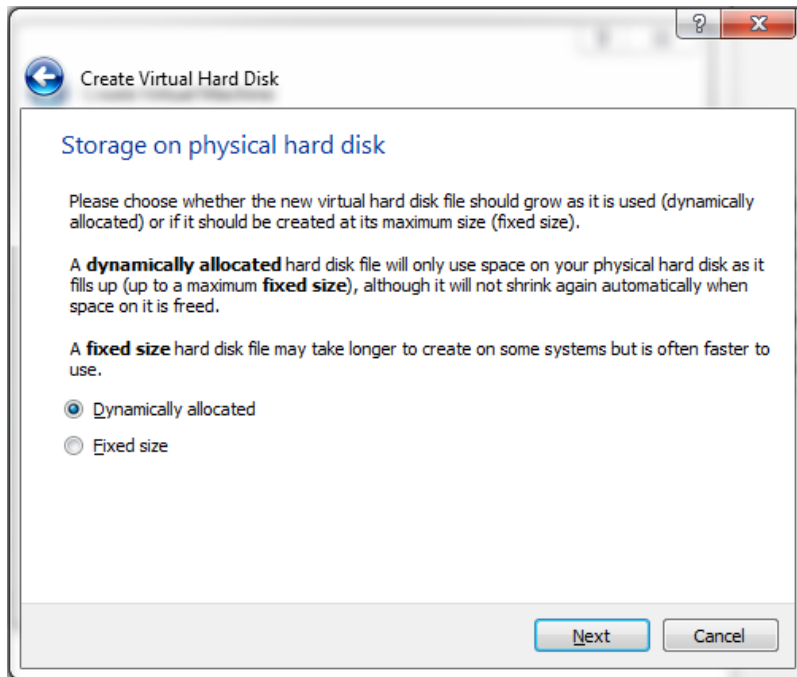 Create Virtual Hard Disk
Storage on physical hard disk
Please choose whether the new virtual hard disk file should grow as it is used (dynamically
allocated) or if it should be created at its maximum size (fixed size).
A dynamically allocated hard disk file will only use space on your physical hard disk as it
fills up (up to a maximum fixed size), although it will not shrink again automatically when
space on it is freed.
A fixed size hard disk file may take longer to create on some systems but is often faster to
use.
Dynamically allocated
Fixed size
Next
Cancel